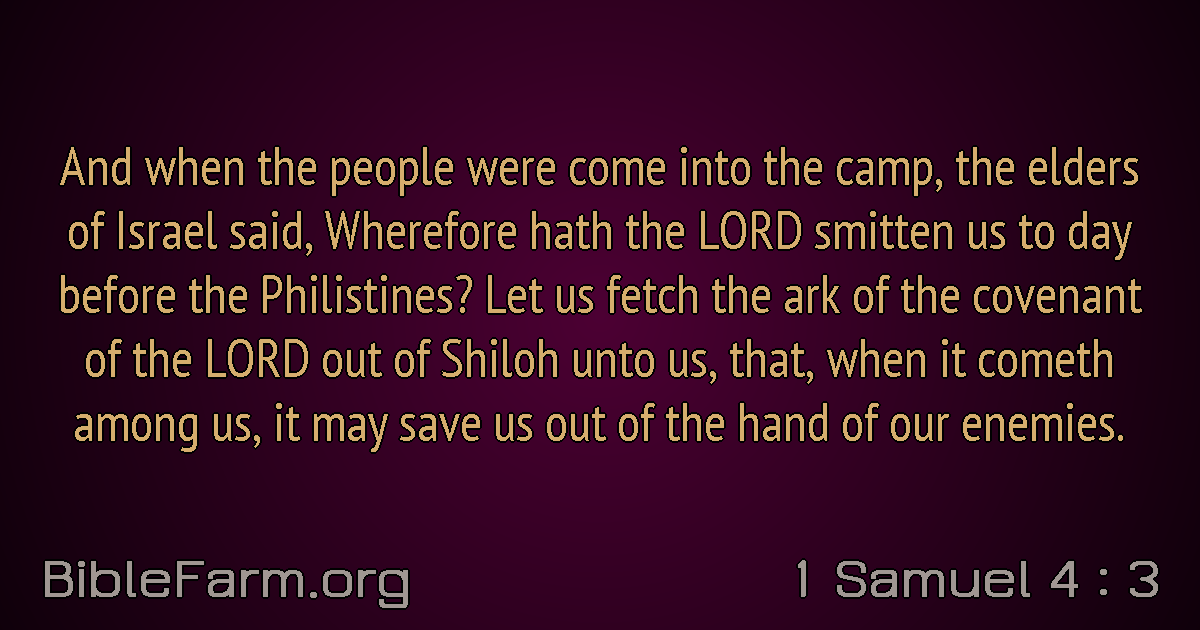 And when the people were come into the camp, the elders
of Israel said, Wherefore hath the LORD smitten us to day
before the Philistines? Let us fetch the ark of the covenant
of the LORD out of Shiloh unto us, that, when it cometh
among us, it may save us out of the hand of our enemies.
BibleFarm.org
1 Samuel 4 : 3